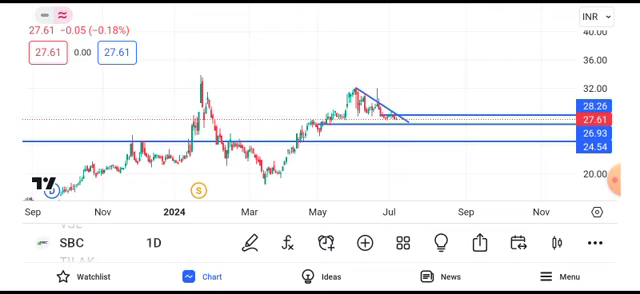 40.00
INR
27.61 −0.05 (−0.18%)
27.61 0.00 27.61
32.00
28.26
27.61
26.93
24.54
20.00
S
Sep Nov 2024 Mar May Jul Sep Nov
SBC 1D
Watchlist Chart Ideas News Menu